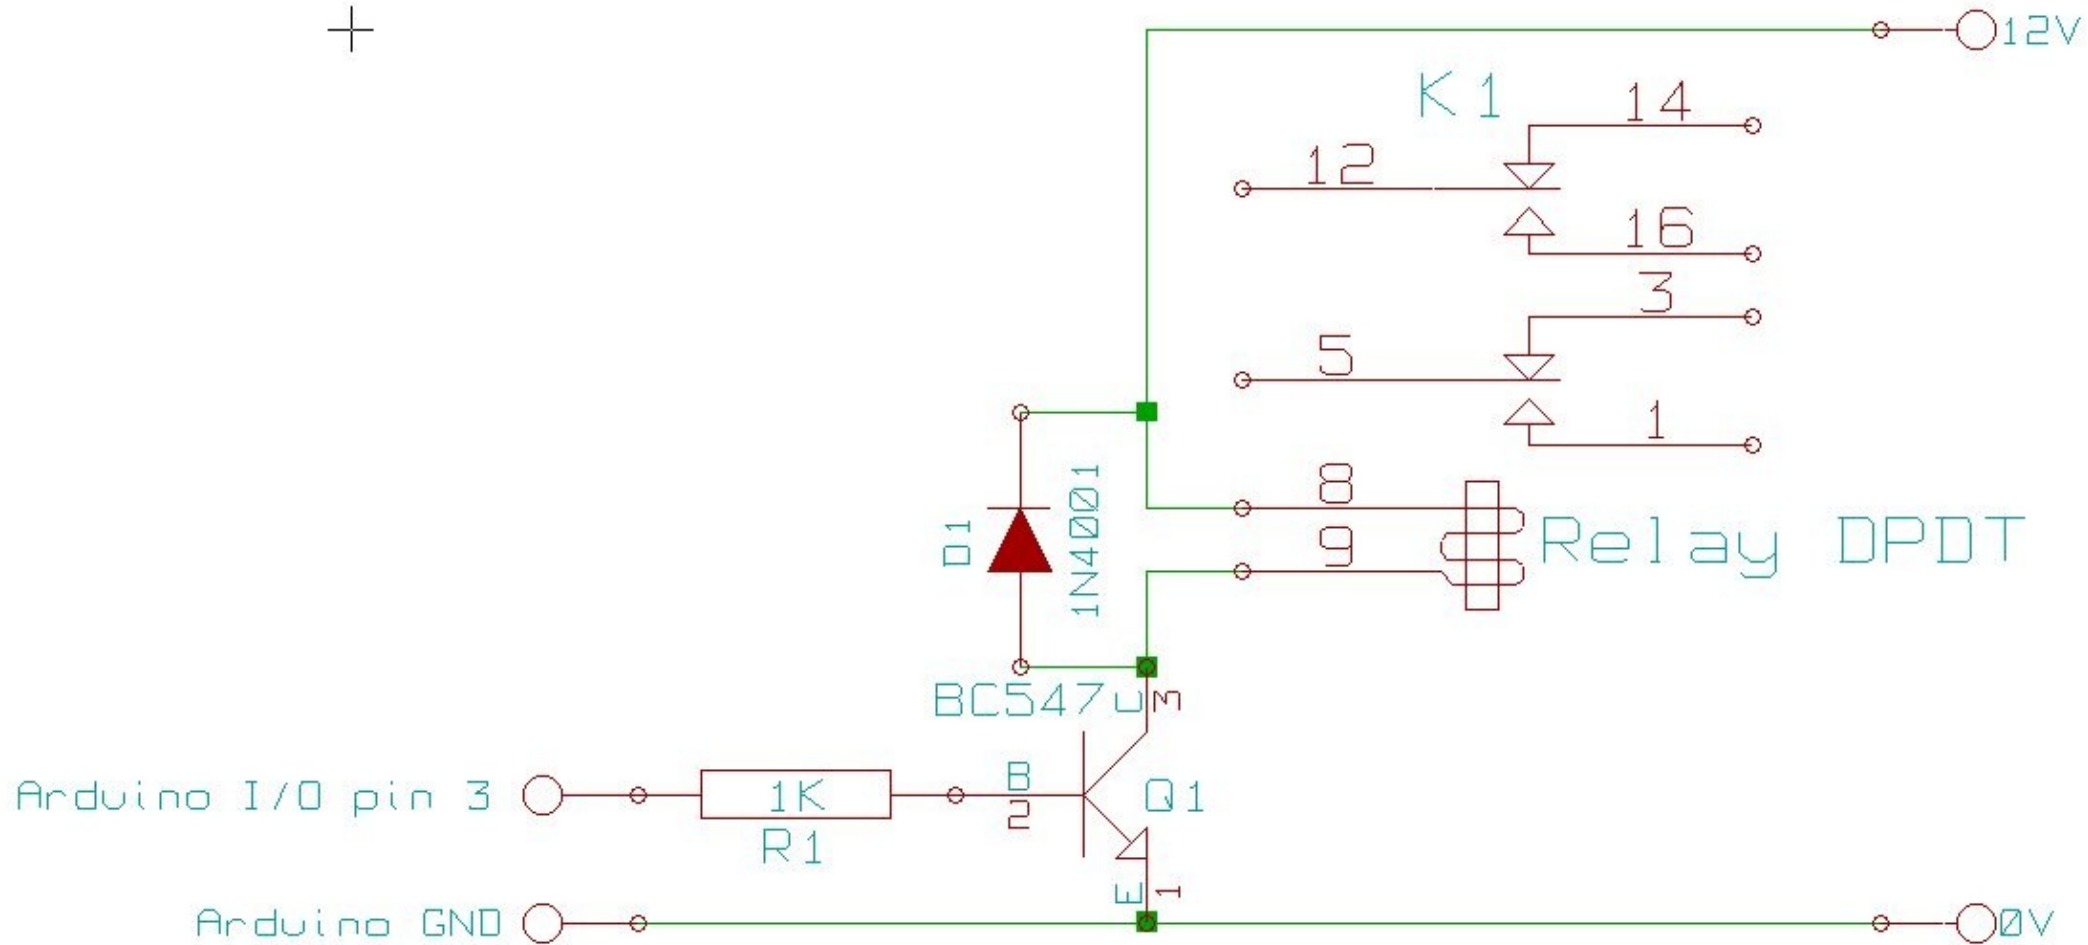 12V
K1
14
12
16
3
5
1
8
9
Relay DPDT
D1
1N4001
BC547
C
3
Arduino I/O pin 3
1K
R1
B
2
Q1
E
1
Arduino GND
0V